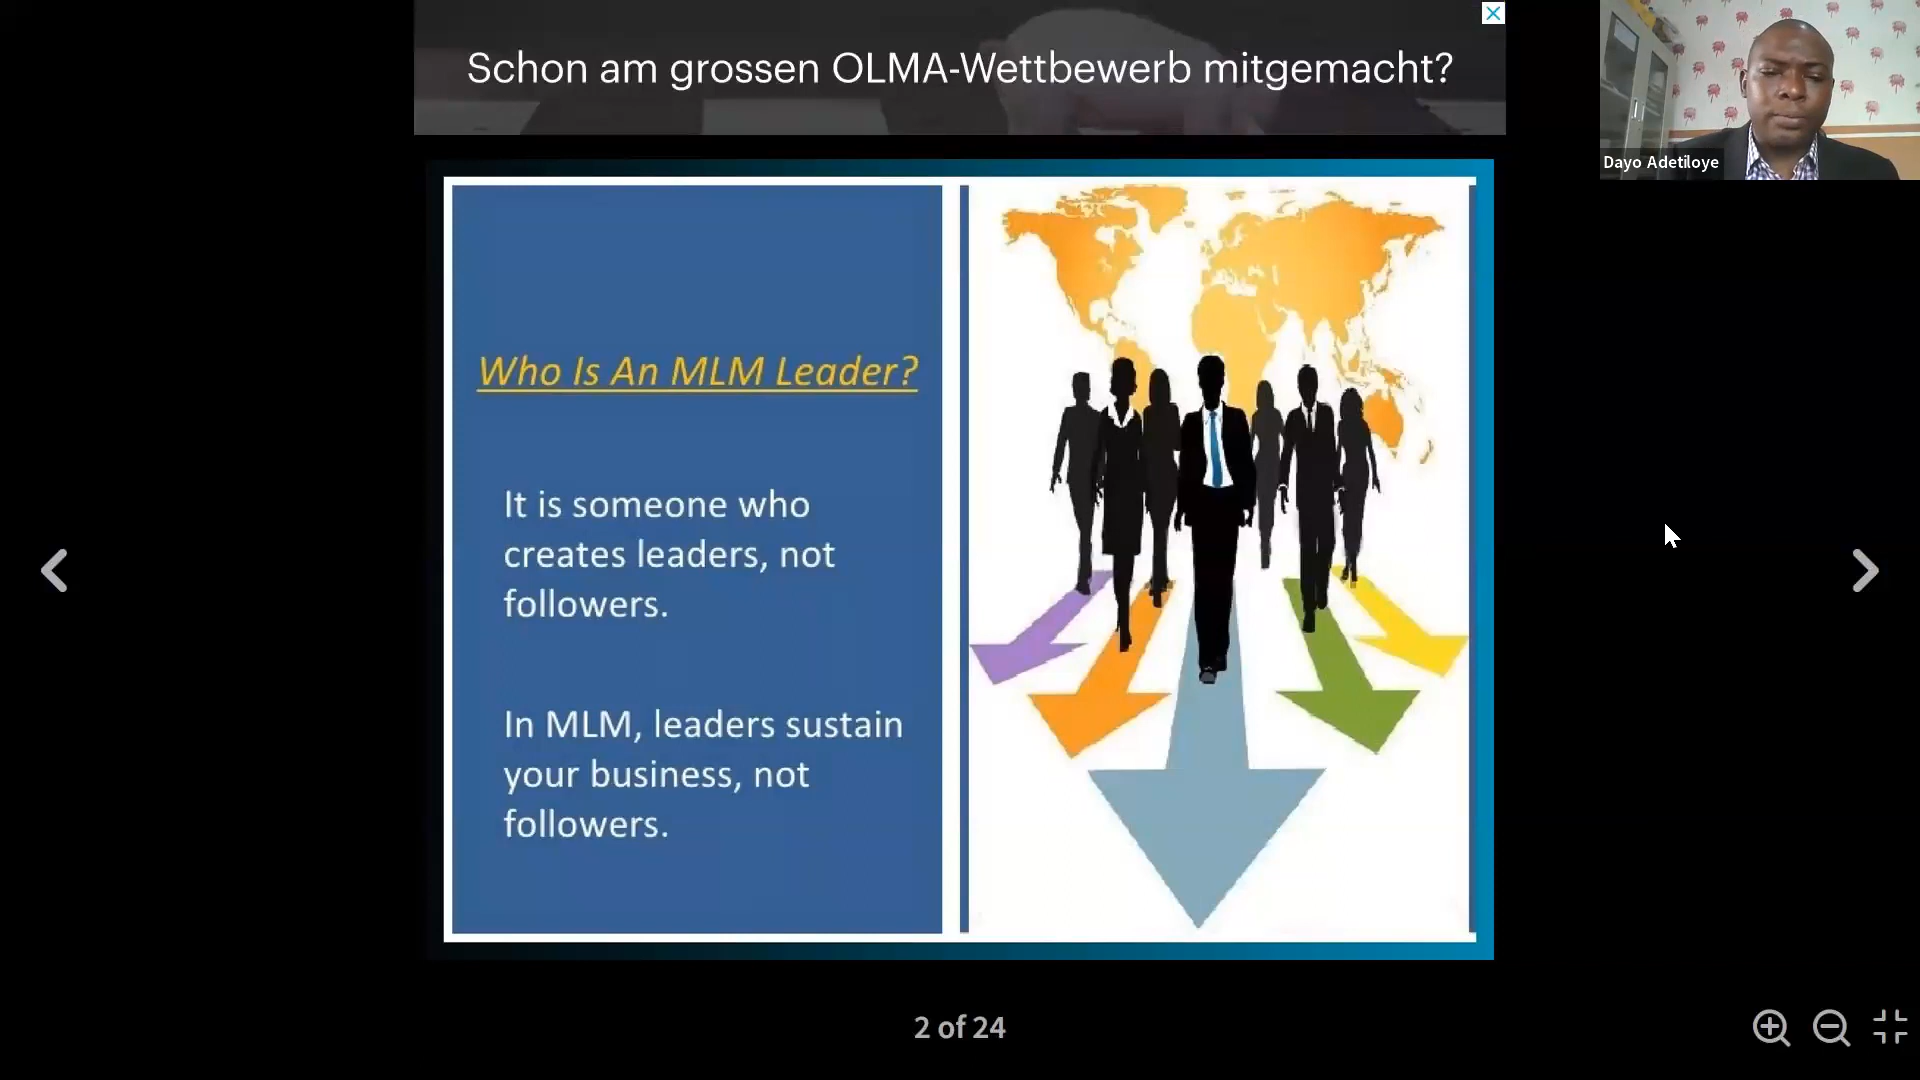 Schon am grossen OLMA-Wettbewerb mitgemacht?
Dayo Adetiloye
Who Is An MLM Leader?
It is someone who
creates leaders, not
followers.
In MLM, leaders sustain
your business, not
followers.
2 of 24